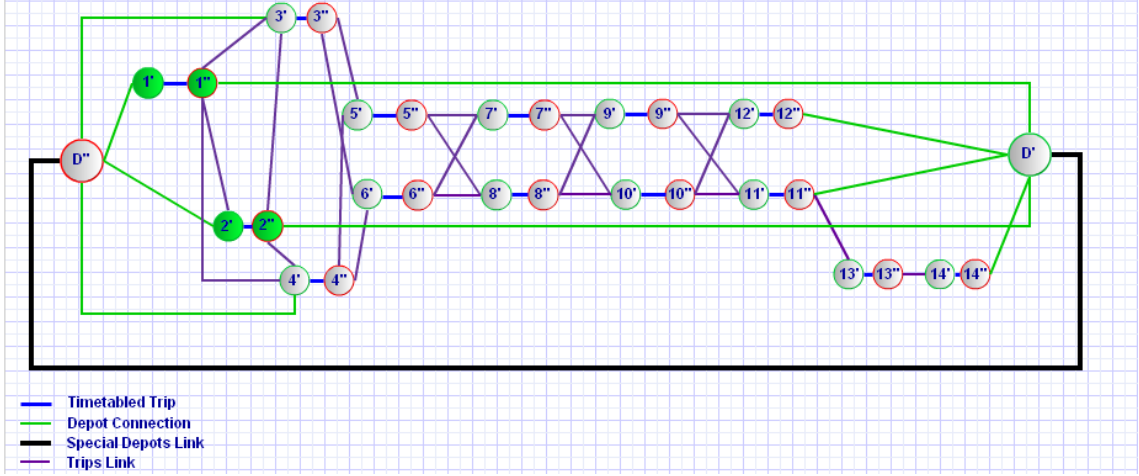 3' 3"
1' 1"
5' 5" 7' 7" 9' 9" 12' 12"
D" D'
6' 6" 8' 8" 10' 10" 11' 11"
2' 2"
4' 4" 13' 13" 14' 14"
Timetabled Trip
Depot Connection
Special Depots Link
Trips Link